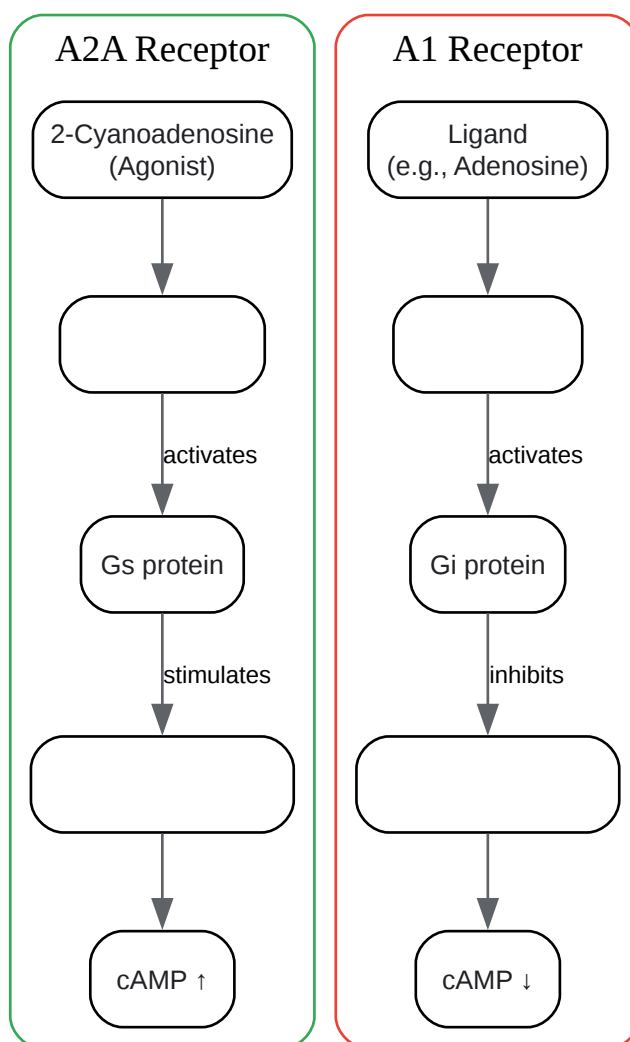 A2A Receptor
2-Cyanoadenosine
(Agonist)
activates
Gs protein
stimulates
cAMP ↑
A1 Receptor
Ligand
(e.g., Adenosine)
activates
Gi protein
inhibits
cAMP ↓